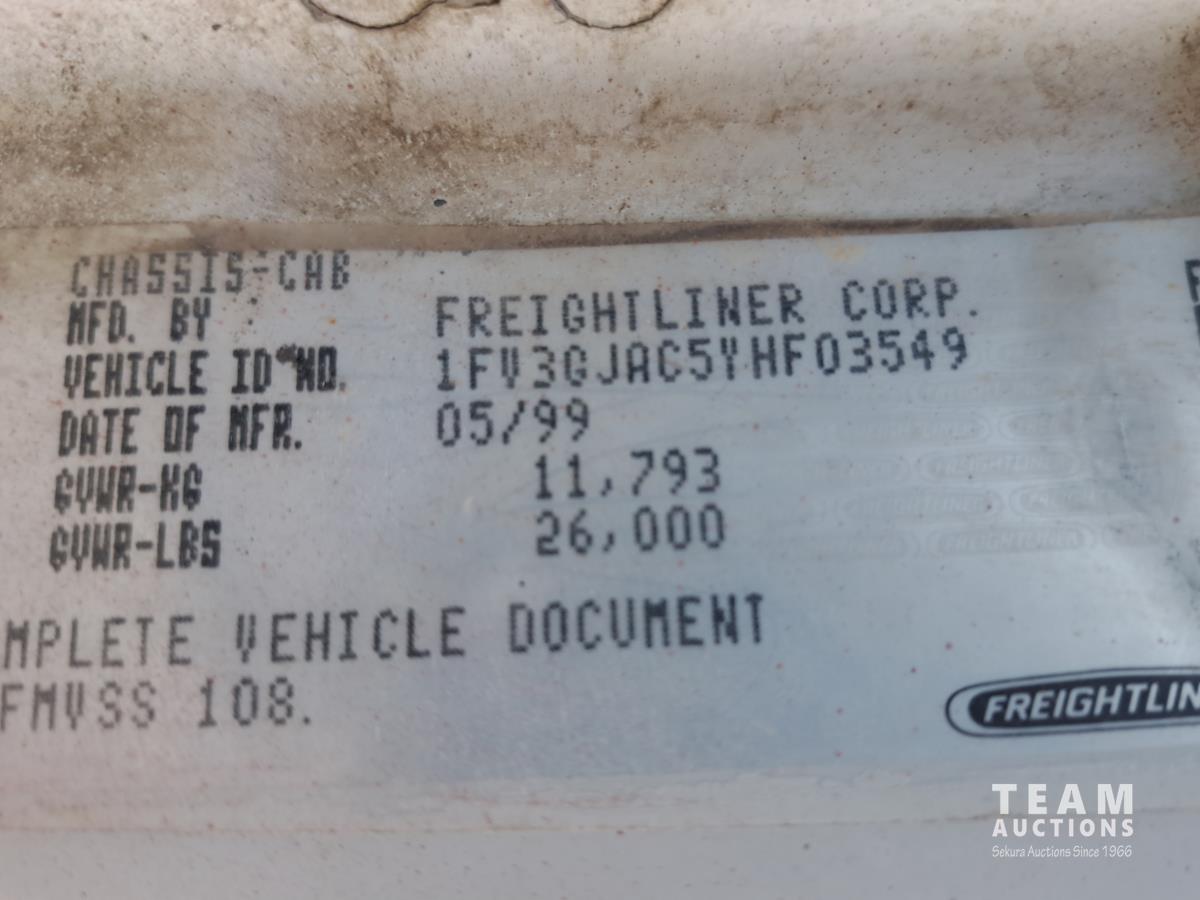 CHASSIS-CAB
MFD. BY FREIGHTLINER CORP.
VEHICLE ID NO. 1FV3GJAC5YHF03549
DATE OF MFR. 05/99
GVWR-KG 11,793
GVWR-LBS 26,000
MPLETE VEHICLE DOCUMENT
FMVSS 108.
FREIGHTLIN
TEAM
AUCTIONS
Sekura Auctions Since 1966